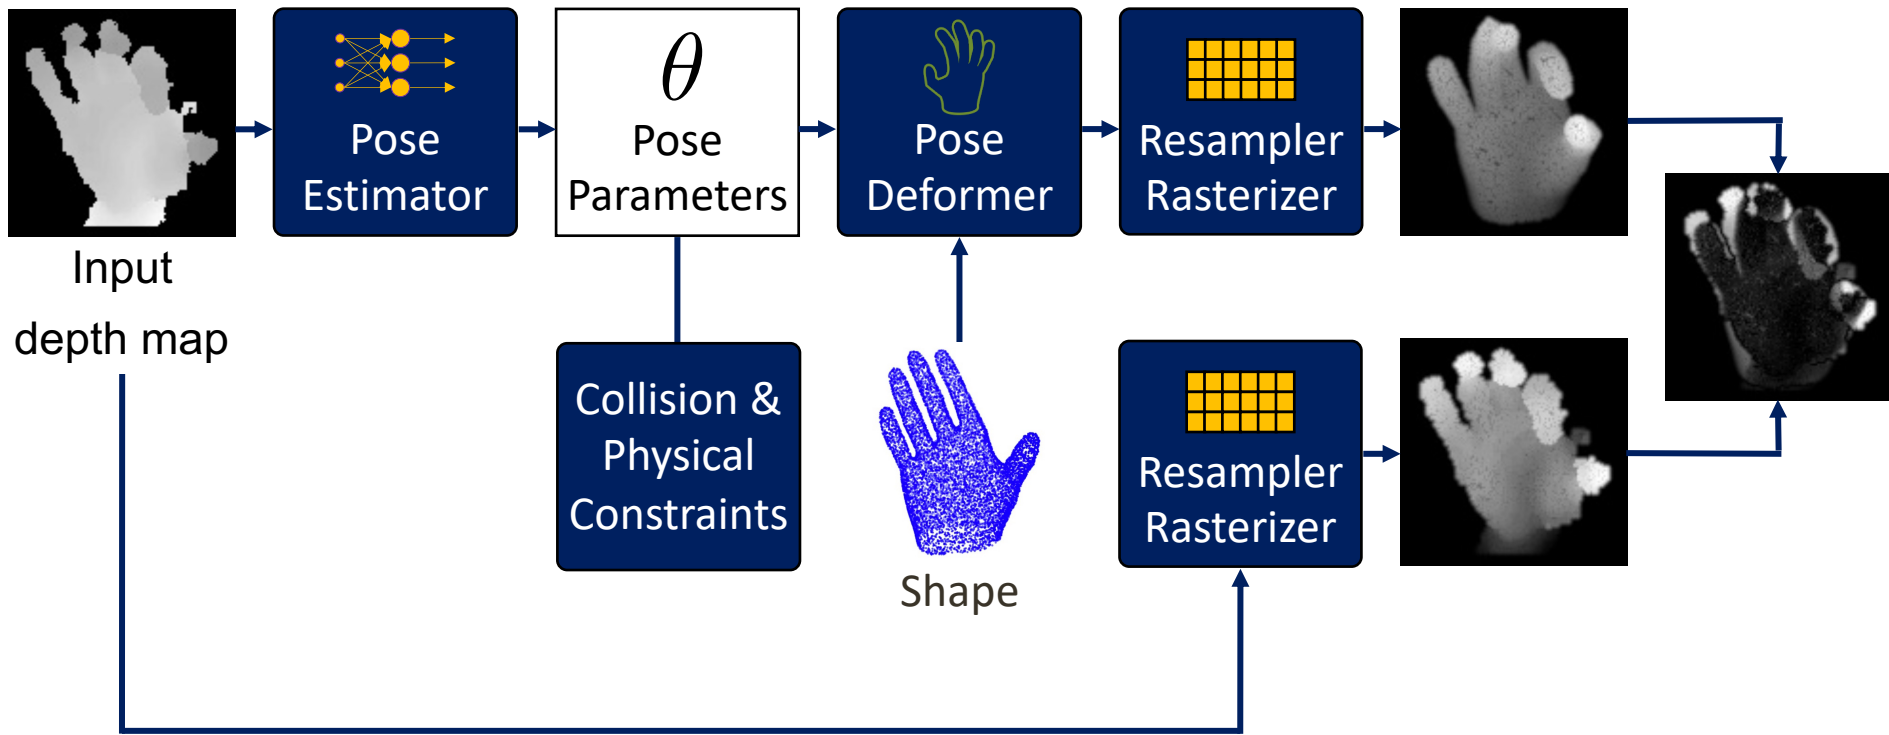 Input
depth map
Pose
Estimator
θ
Pose
Parameters
Pose
Deformer
Resampler
Rasterizer
Collision &
Physical
Constraints
Shape
Resampler
Rasterizer